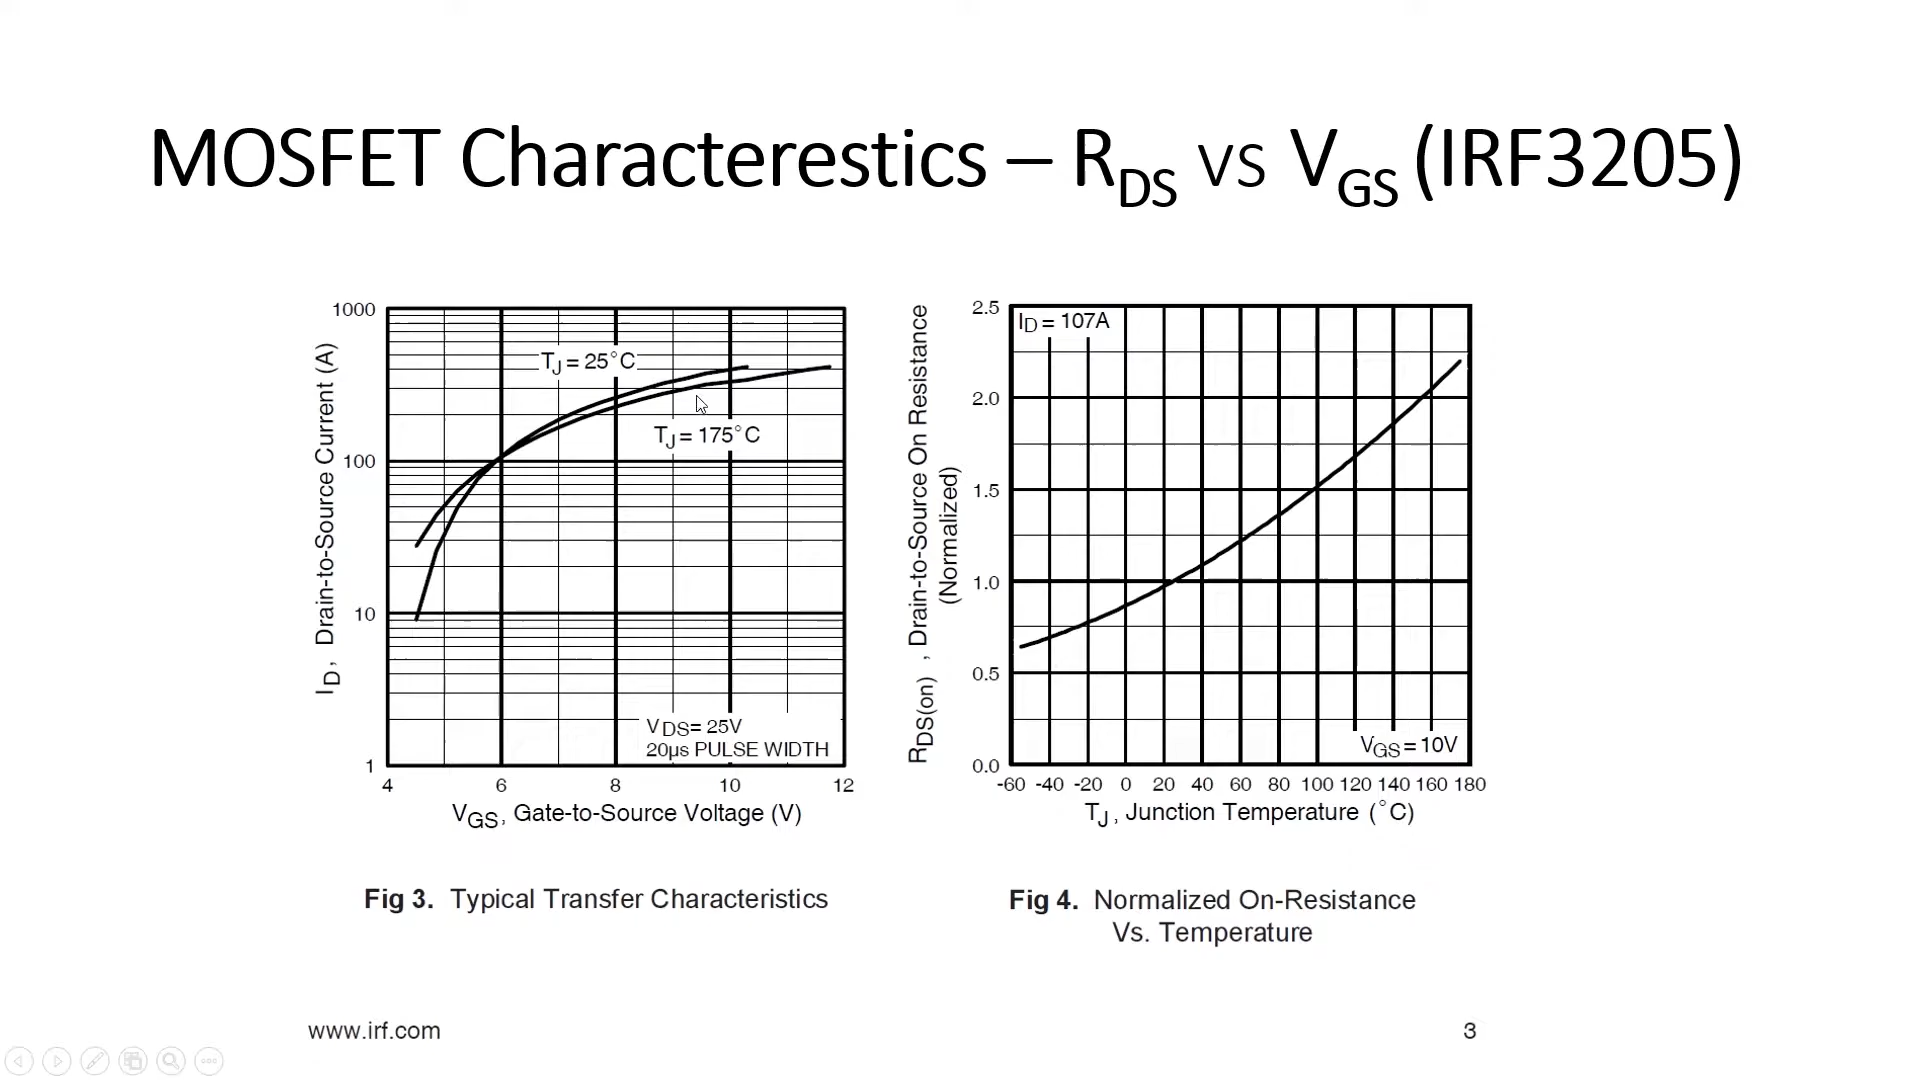 MOSFET Characterestics – RDS VS VGS (IRF3205)
1000
100
10
1
ID, Drain-to-Source Current (A)
TJ = 25°C
TJ = 175°C
VDS = 25V
20µs PULSE WIDTH
4 6 8 10 12
VGS, Gate-to-Source Voltage (V)
Fig 3. Typical Transfer Characteristics
2.5
2.0
1.5
1.0
0.5
0.0
RDS(on) , Drain-to-Source On Resistance
(Normalized)
ID = 107A
VGS = 10V
-60 -40 -20 0 20 40 60 80 100 120 140 160 180
TJ , Junction Temperature (°C)
Fig 4. Normalized On-Resistance
Vs. Temperature
www.irf.com
3